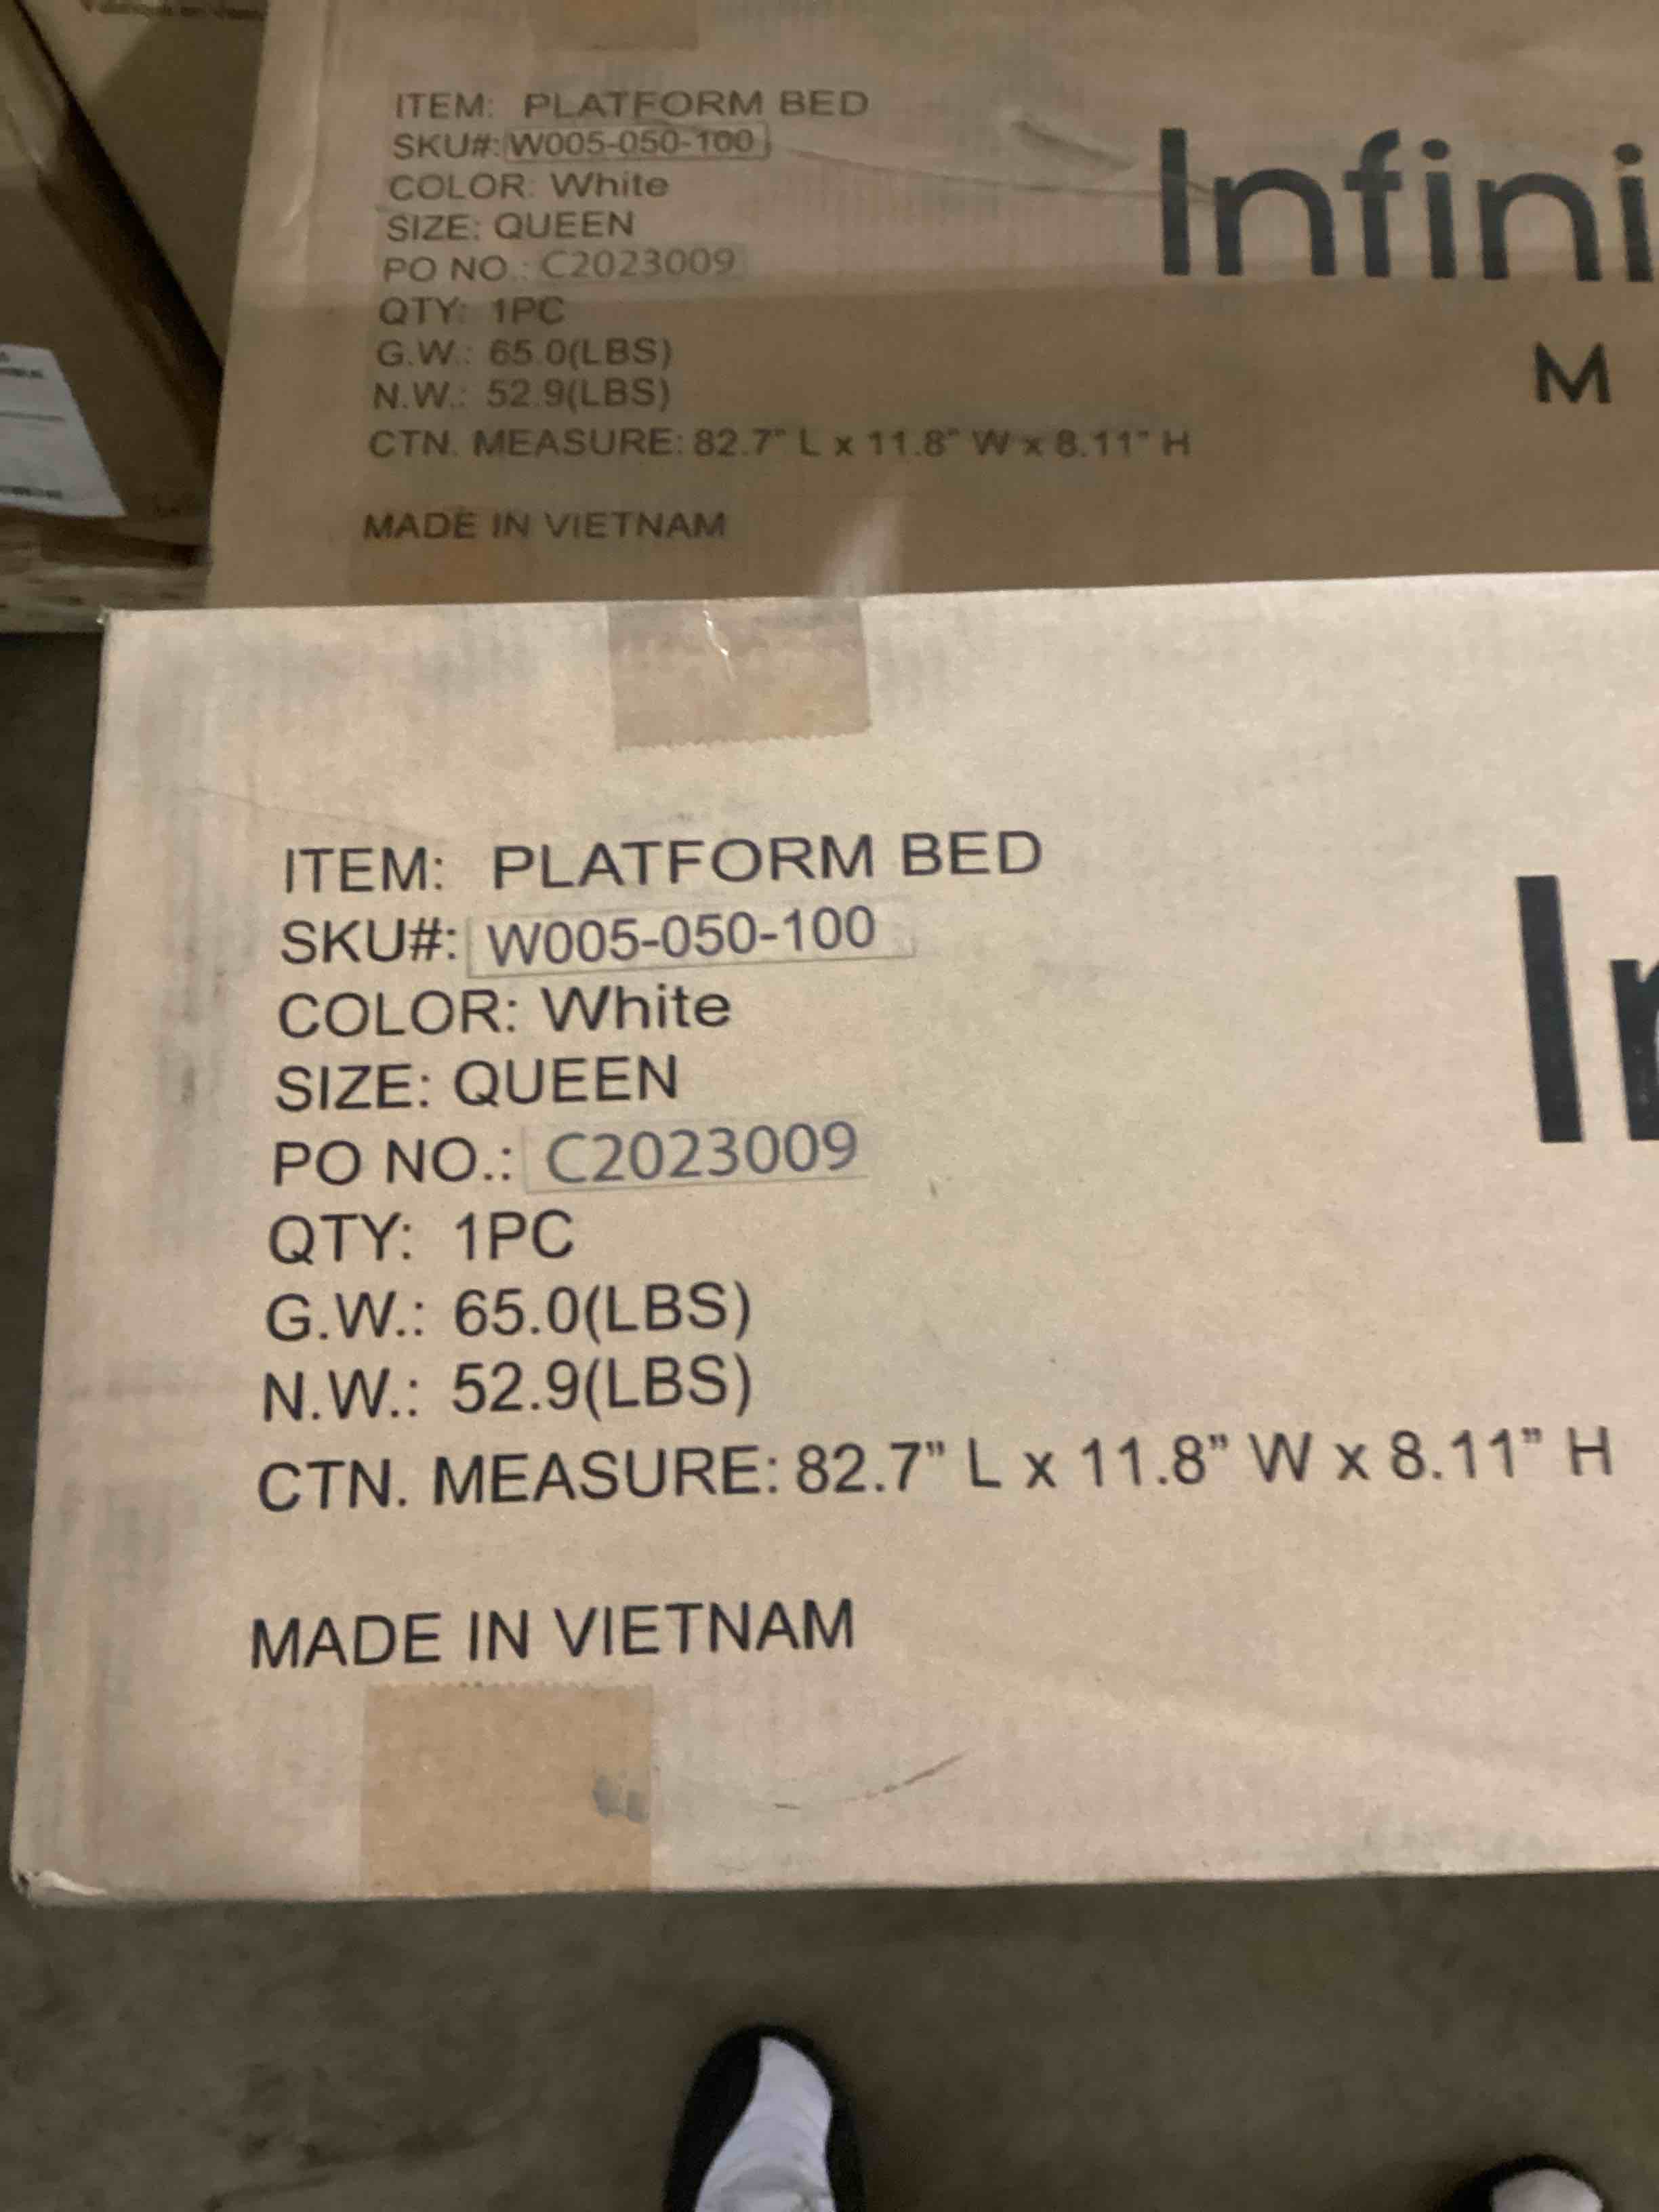 ITEM: PLATFORM BED
SKU#: W005-050-100
COLOR: White
SIZE: QUEEN
PO NO.: C2023009
QTY: 1PC
G.W.: 65.0(LBS)
N.W.: 52.9(LBS)
CTN. MEASURE: 82.7" L x 11.8" W x 8.11" H
MADE IN VIETNAM
Infini
M
ITEM: PLATFORM BED
SKU#: W005-050-100
COLOR: White
SIZE: QUEEN
PO NO.: C2023009
QTY: 1PC
G.W.: 65.0(LBS)
N.W.: 52.9(LBS)
CTN. MEASURE: 82.7” L x 11.8” W x 8.11” H
MADE IN VIETNAM
In